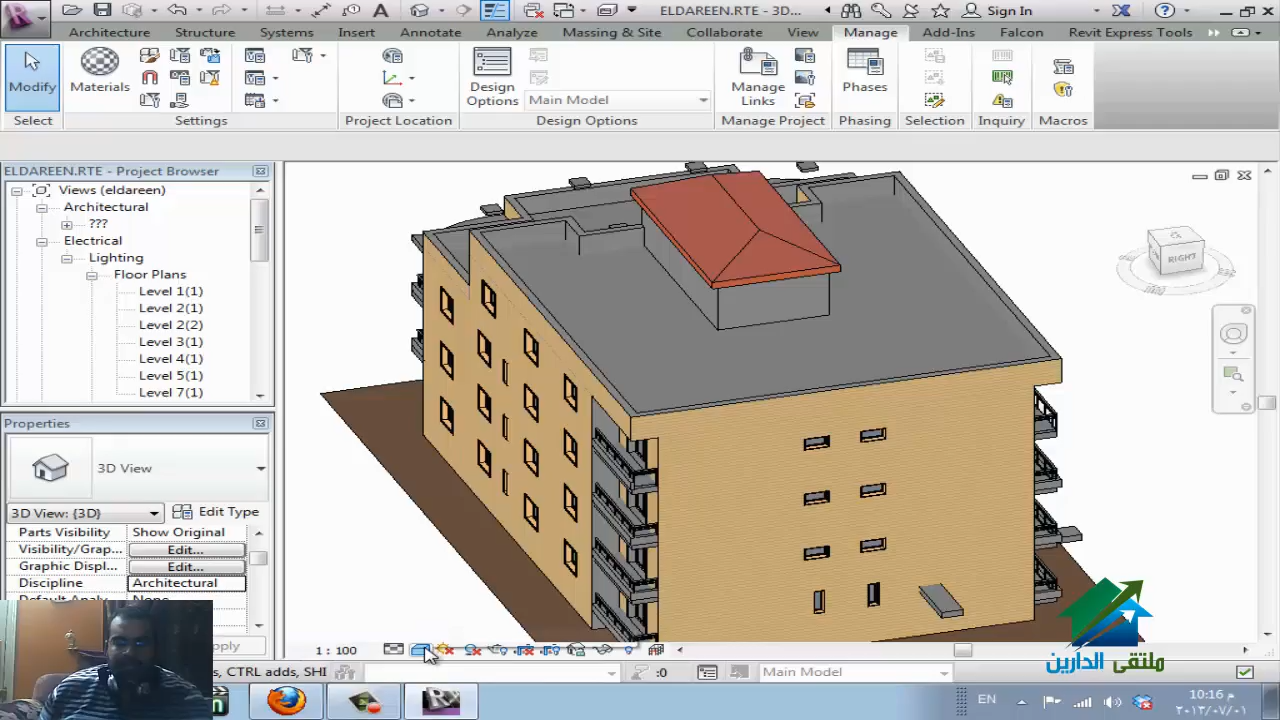 ELDAREEN.RTE - 3D...
Sign In
Architecture
Structure
Systems
Insert
Annotate
Analyze
Massing & Site
Collaborate
View
Manage
Add-Ins
Falcon
Revit Express Tools
Modify
Materials
Design Options
Main Model
Manage Links
Phases
Select
Settings
Project Location
Design Options
Manage Project
Phasing
Selection
Inquiry
Macros
ELDAREEN.RTE - Project Browser
Views (eldareen)
Architectural
???
Electrical
Lighting
Floor Plans
Level 1(1)
Level 2(1)
Level 2(2)
Level 3(1)
Level 4(1)
Level 5(1)
Level 7(1)
Properties
3D View
3D View: {3D}
Edit Type
Parts Visibility
Show Original
Visibility/Grap...
Edit...
Graphic Displ...
Edit...
Discipline
Architectural
RIGHT
1 : 100
, CTRL adds, SHI
:0
Main Model
ملتقى الدارين
EN
م 10:16
٢٠١٣/٠٧/٠١